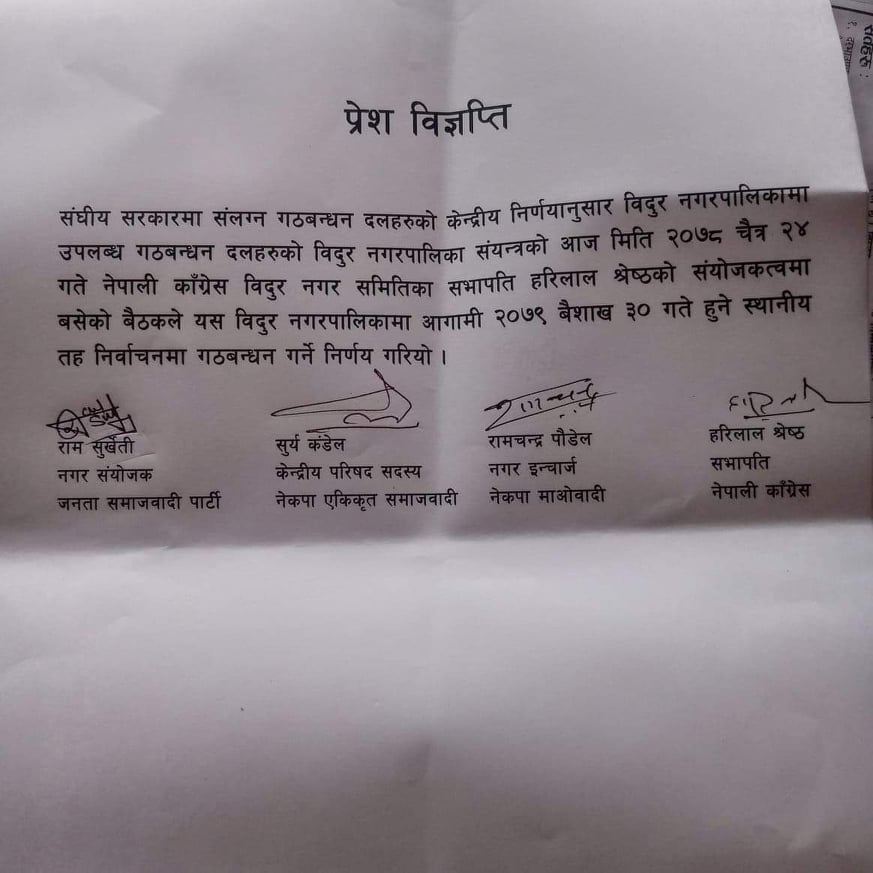 प्रेश विज्ञप्ति
संघीय सरकारमा संलग्न गठबन्धन दलहरुको केन्द्रीय निर्णयानुसार विदुर नगरपालिकामा
उपलब्ध गठबन्धन दलहरुको विदुर नगरपालिका संयन्त्रको आज मिति २०७८ चैत्र २४
गते नेपाली काँग्रेस विदुर नगर समितिका सभापति हरिलाल श्रेष्ठको संयोजकत्वमा
बसेको बैठकले यस विदुर नगरपालिकामा आगामी २०७९ बैशाख ३० गते हुने स्थानीय
तह निर्वाचनमा गठबन्धन गर्ने निर्णय गरियो ।
राम सुर्खेती सुर्य कंडेल रामचन्द्र पौडेल हरिलाल श्रेष्ठ
नगर संयोजक केन्द्रीय परिषद सदस्य नगर इन्चार्ज सभापति
जनता समाजवादी पार्टी नेकपा एकिकृत समाजवादी नेकपा माओवादी नेपाली काँग्रेस